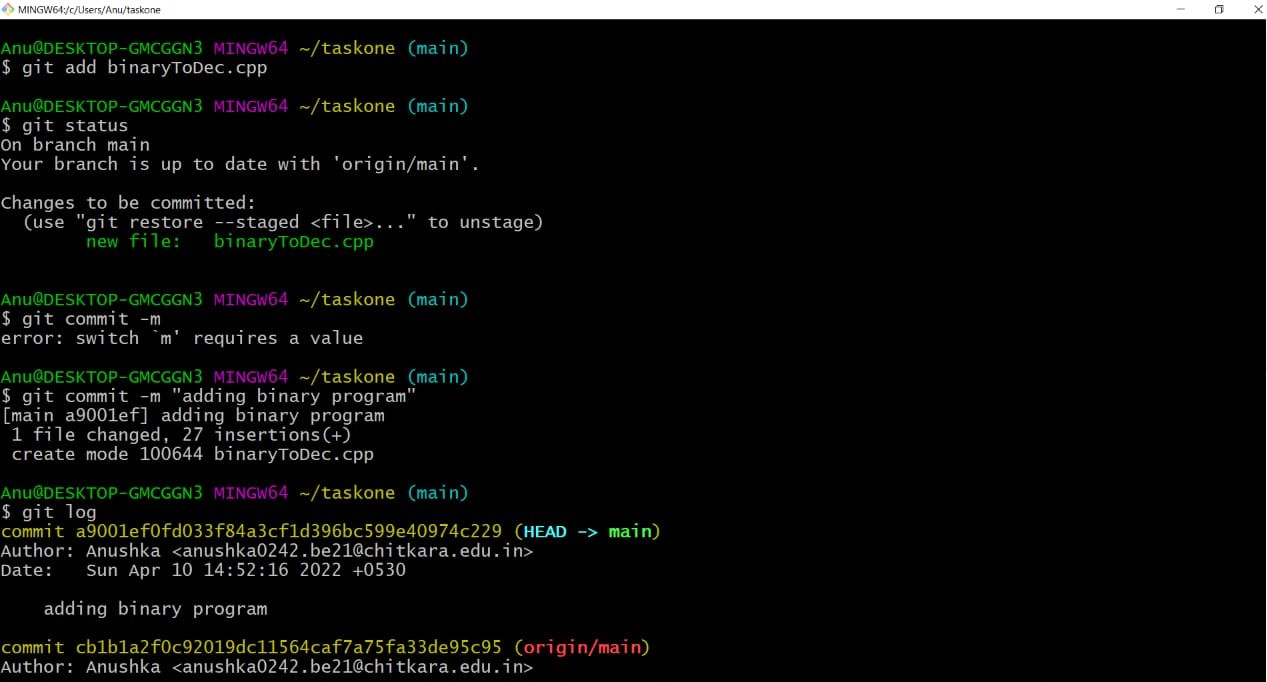 MINGW64:/c/Users/Anu/taskone
Anu@DESKTOP-GMCGGN3 MINGW64 ~/taskone (main)
$ git add binaryToDec.cpp
Anu@DESKTOP-GMCGGN3 MINGW64 ~/taskone (main)
$ git status
On branch main
Your branch is up to date with 'origin/main'.
Changes to be committed:
  (use "git restore --staged <file>..." to unstage)
        new file:   binaryToDec.cpp
Anu@DESKTOP-GMCGGN3 MINGW64 ~/taskone (main)
$ git commit -m
error: switch `m' requires a value
Anu@DESKTOP-GMCGGN3 MINGW64 ~/taskone (main)
$ git commit -m "adding binary program"
[main a9001ef] adding binary program
 1 file changed, 27 insertions(+)
 create mode 100644 binaryToDec.cpp
Anu@DESKTOP-GMCGGN3 MINGW64 ~/taskone (main)
$ git log
commit a9001ef0fd033f84a3cf1d396bc599e40974c229 (HEAD -> main)
Author: Anushka <anushka0242.be21@chitkara.edu.in>
Date:   Sun Apr 10 14:52:16 2022 +0530
    adding binary program
commit cb1b1a2f0c92019dc11564caf7a75fa33de95c95 (origin/main)
Author: Anushka <anushka0242.be21@chitkara.edu.in>